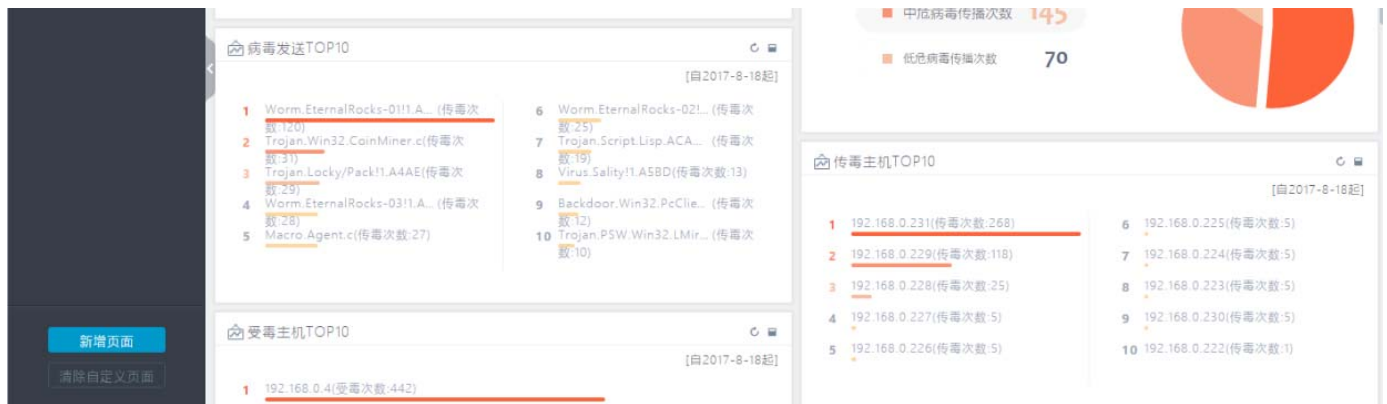 病毒发送TOP10
[自2017-8-18起]
1 Worm.EternalRocks-01!1.A... (传毒次
数:120)
2 Trojan.Win32.CoinMiner.c(传毒次
数:31)
3 Trojan.Locky/Pack!1.A4AE(传毒次
数:29)
4 Worm.EternalRocks-03!1.A... (传毒次
数:28)
5 Macro.Agent.c(传毒次数:27)
6 Worm.EternalRocks-02!... (传毒次
数:25)
7 Trojan.Script.Lisp.ACA... (传毒次
数:19)
8 Virus.Sality!1.A5BD(传毒次数:13)
9 Backdoor.Win32.PcClie... (传毒次
数:12)
10 Trojan.PSW.Win32.LMir... (传毒次
数:10)
受毒主机TOP10
[自2017-8-18起]
1 192.168.0.4(受毒次数:442)
新增页面
清除自定义页面
中危病毒传播次数 145
低危病毒传播次数 70
传毒主机TOP10
[自2017-8-18起]
1 192.168.0.231(传毒次数:268)
2 192.168.0.229(传毒次数:118)
3 192.168.0.228(传毒次数:25)
4 192.168.0.227(传毒次数:5)
5 192.168.0.226(传毒次数:5)
6 192.168.0.225(传毒次数:5)
7 192.168.0.224(传毒次数:5)
8 192.168.0.223(传毒次数:5)
9 192.168.0.230(传毒次数:5)
10 192.168.0.222(传毒次数:1)